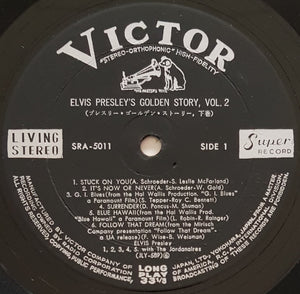 VICTOR
"STEREO-ORTHOPHONIC" HIGH-FIDELITY
ELVIS PRESLEY'S GOLDEN STORY, VOL. 2
(プレスリー・ゴールデン・ストーリー, 下巻)
LIVING STEREO
SRA-5011
SIDE 1
Super RECORD
1. STUCK ON YOU(A. Schroeder-S. Leslie McFarland)
2. IT'S NOW OR NEVER(A. Schroeder-W. Gold)
3. G. I. Blues(from the Hal Wallis Production. "G. I. Blues"
a Paramount Film)(S. Tepper-Roy C. Benett)
4. SURRENDER(D. Pomus-M. Shuman)
5. BLUE HAWAII(from the Hal Wallis Prod.
"Blue Hawaii" a Paramount Film)(L. Robin-R. Rainger)
6. FOLLOW THAT DREAM(from the Mirisch
Company presentation "Follow That Dream"
a UA release)(F. Wise-B. Weisman)
ELVIS Presley
1, 2, 3, 4, 5, with The Jordanaires
(JLY-589)
LONG PLAY 33⅓